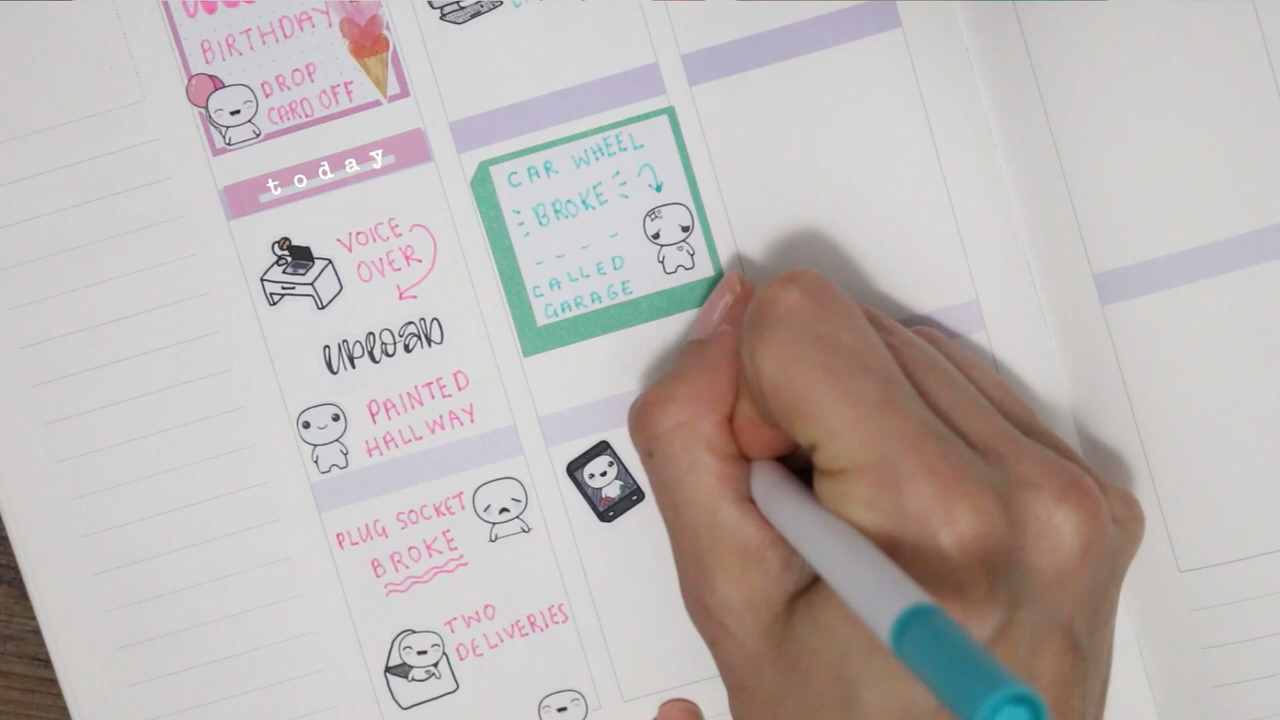 BIRTHDAY
DROP
CARD OFF
today
VOICE
OVER
UPLOAD
PAINTED
HALLWAY
PLUG SOCKET
BROKE
TWO
DELIVERIES
CAR WHEEL
BROKE
CALLED
GARAGE